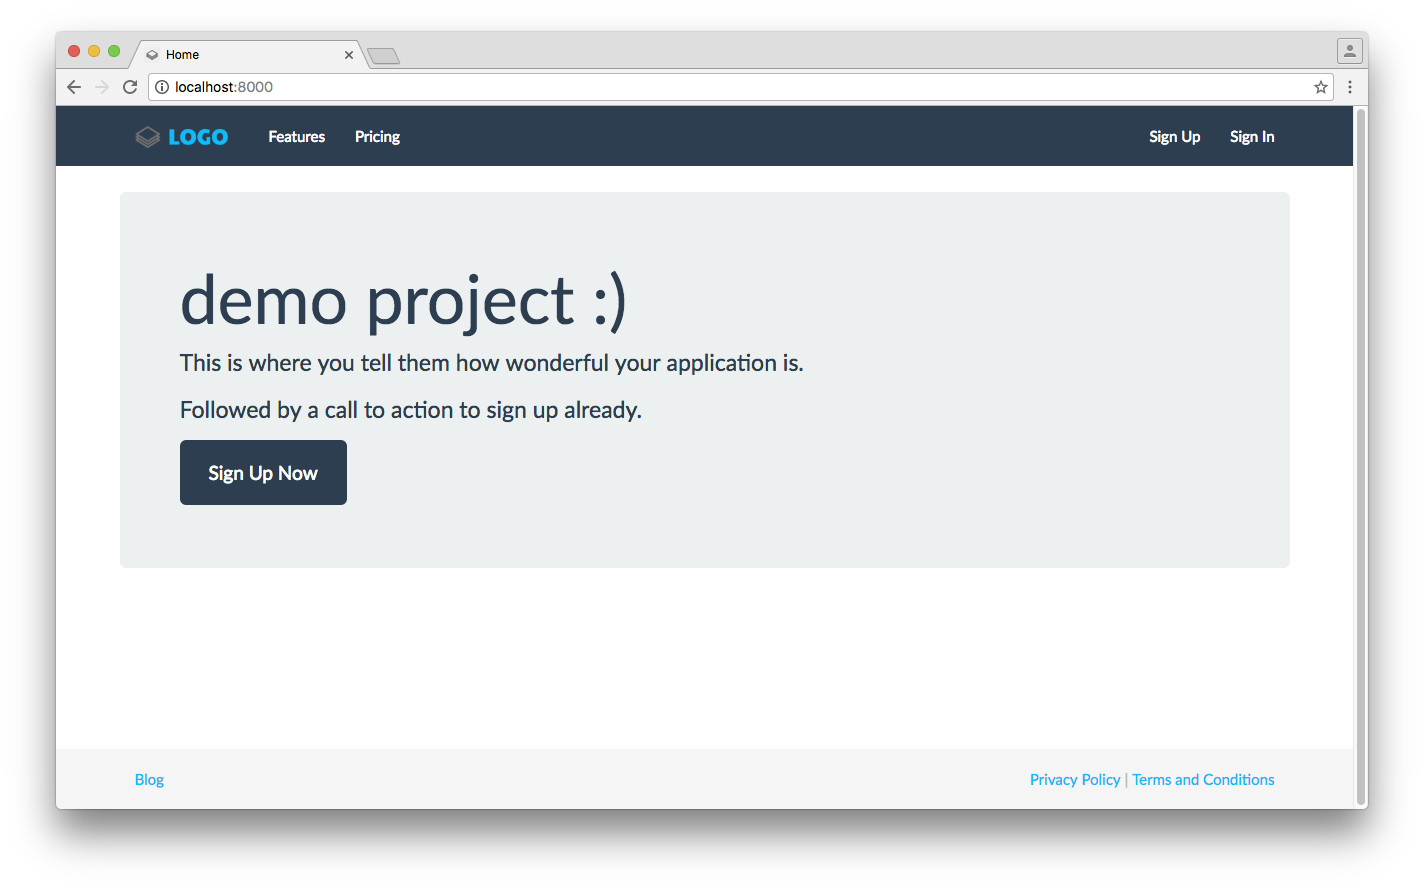 Home
localhost:8000
LOGO Features Pricing Sign Up Sign In
demo project :)
This is where you tell them how wonderful your application is.
Followed by a call to action to sign up already.
Sign Up Now
Blog Privacy Policy | Terms and Conditions